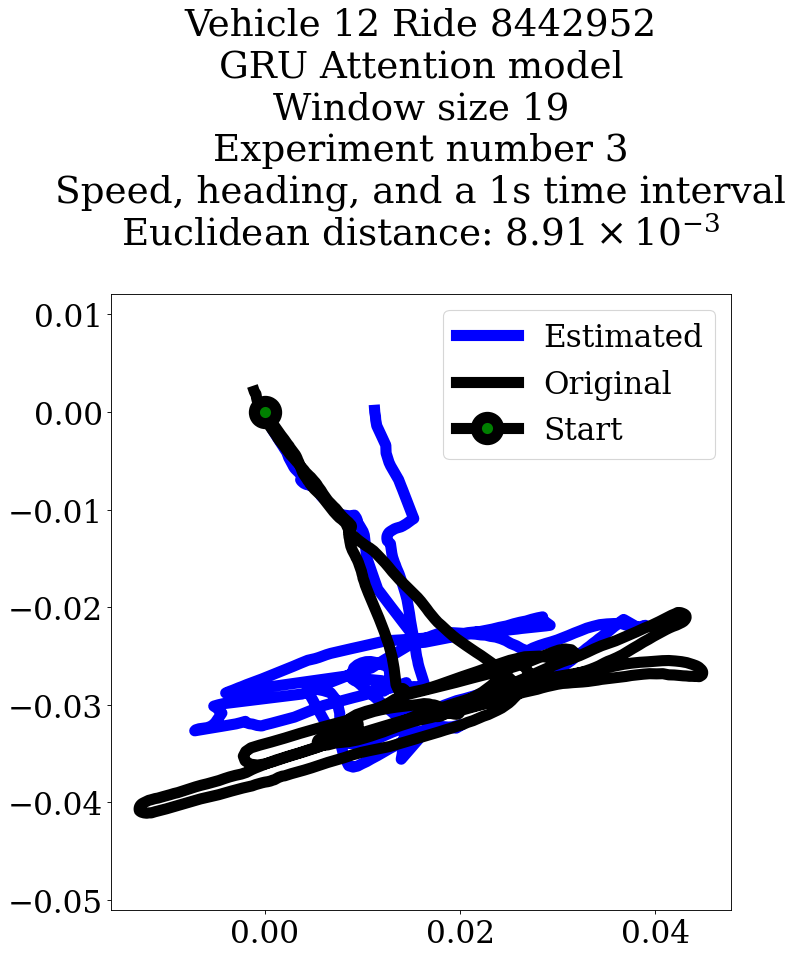 Vehicle 12 Ride 8442952
GRU Attention model
Window size 19
Experiment number 3
Speed, heading, and a 1s time interval
Euclidean distance: 8.91 × 10⁻³
Estimated
Original
Start
0.01
0.00
−0.01
−0.02
−0.03
−0.04
−0.05
0.00 0.02 0.04